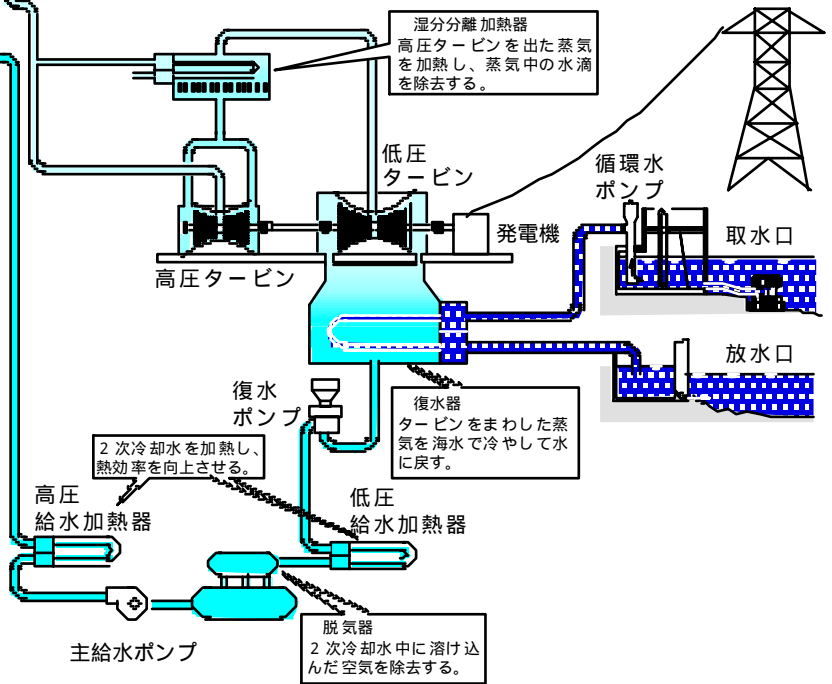 湿分分離加熱器
高圧タービンを出た蒸気
を加熱し、蒸気中の水滴
を除去する。
低圧
タービン
循環水
ポンプ
発電機
取水口
高圧タービン
放水口
復水
ポンプ
復水器
タービンをまわした蒸
気を海水で冷やして水
に戻す。
2次冷却水を加熱し、
熱効率を向上させる。
高圧
給水加熱器
低圧
給水加熱器
脱気器
2次冷却水中に溶け込
んだ空気を除去する。
主給水ポンプ